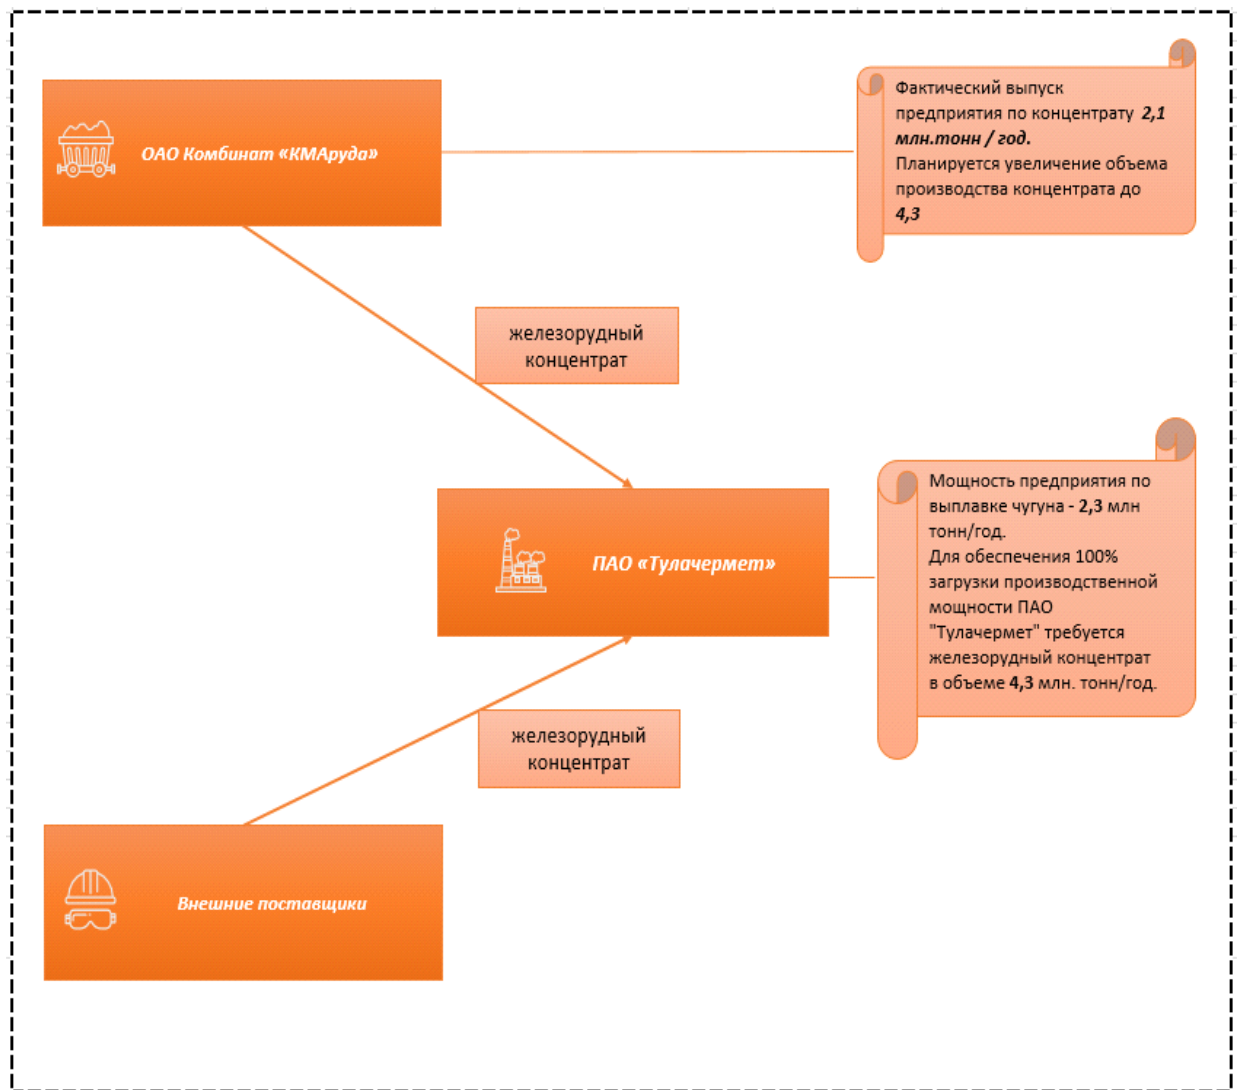 ОАО Комбинат «КМАруда»
Фактический выпуск
предприятия по концентрату 2,1
млн.тонн / год.
Планируется увеличение объема
производства концентрата до
4,3
железорудный
концентрат
ПАО «Тулачермет»
Мощность предприятия по
выплавке чугуна - 2,3 млн
тонн/год.
Для обеспечения 100%
загрузки производственной
мощности ПАО
"Тулачермет" требуется
железорудный концентрат
в объеме 4,3 млн. тонн/год.
железорудный
концентрат
Внешние поставщики